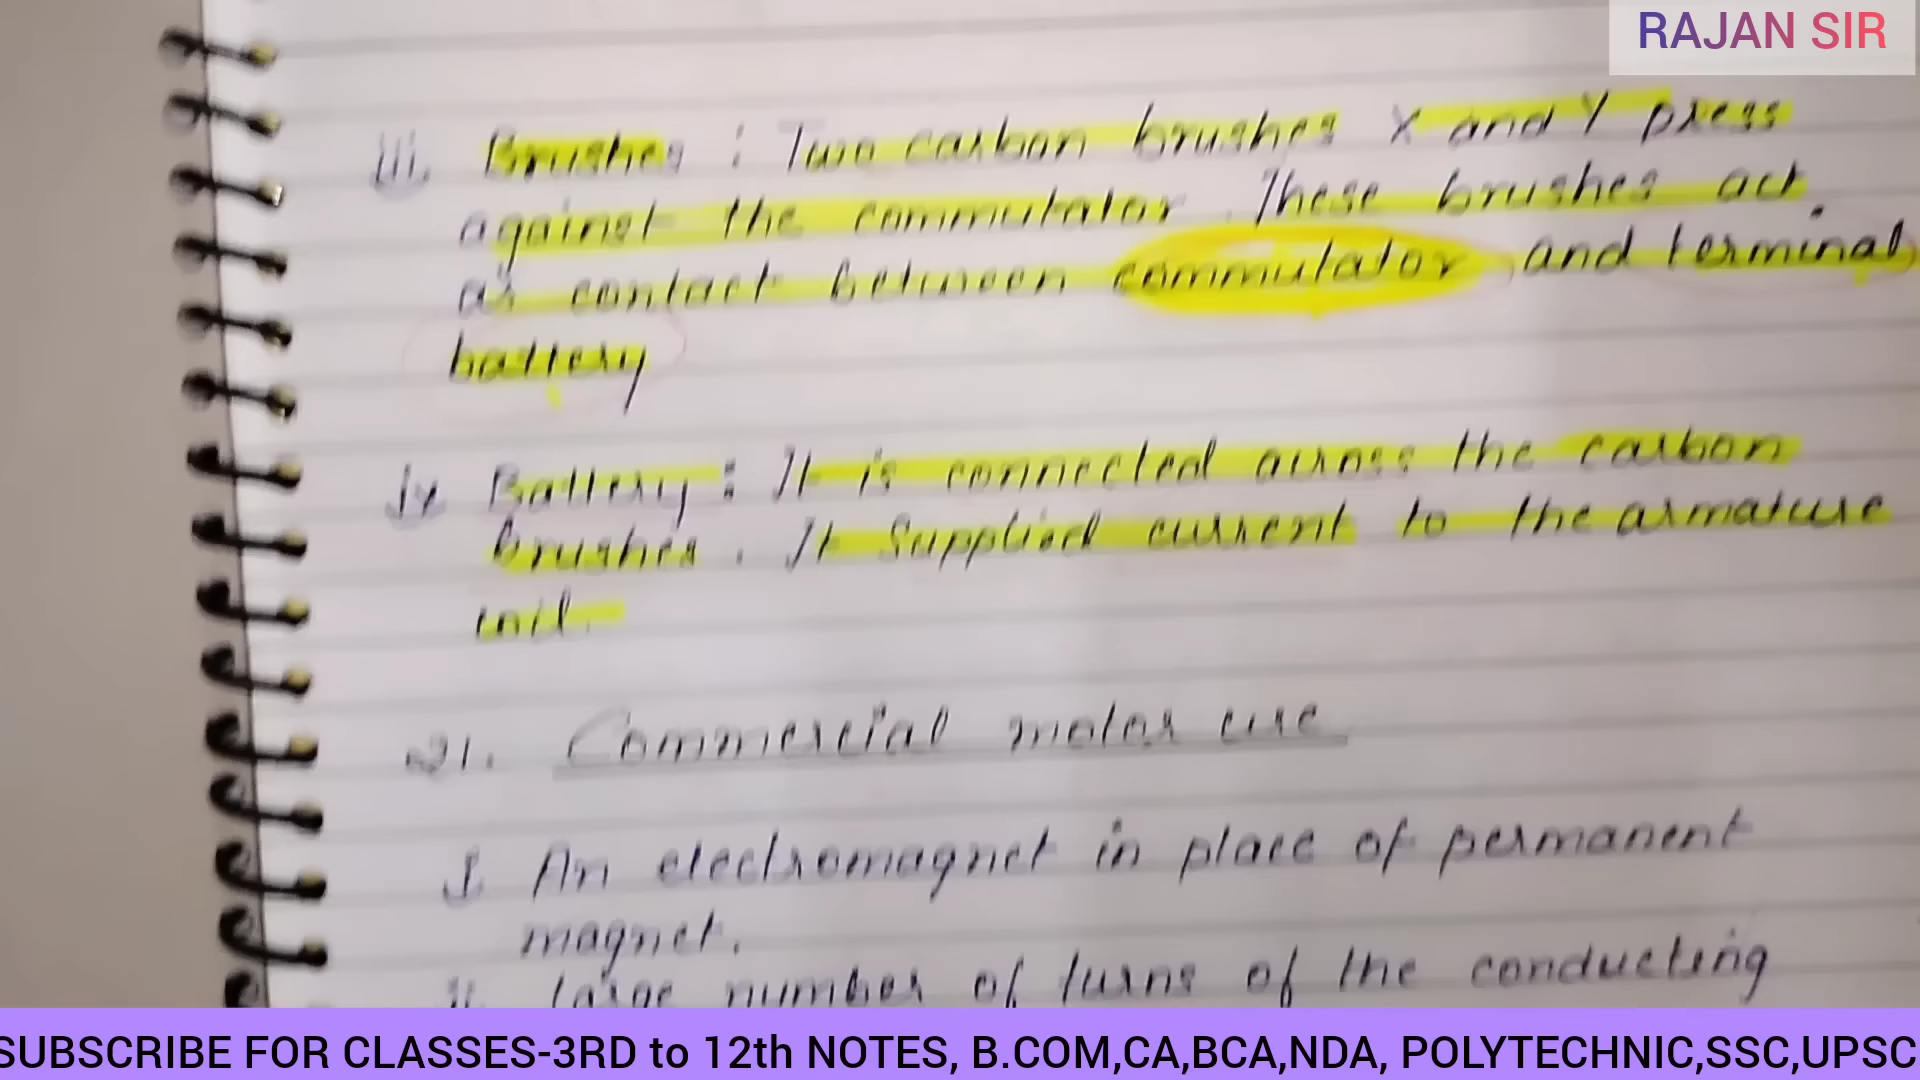 RAJAN SIR
iii. Brushes : Two carbon brushes X and Y press
against the commutator. These brushes act
as contact between commutator and terminal
battery
iv Battery : It is connected across the carbon
brushes. It supplied current to the armature
coil.
21. Commercial motor use
i. An electromagnet in place of permanent
magnet.
ii. large number of turns of the conducting
SUBSCRIBE FOR CLASSES-3RD to 12th NOTES, B.COM,CA,BCA,NDA, POLYTECHNIC,SSC,UPSC